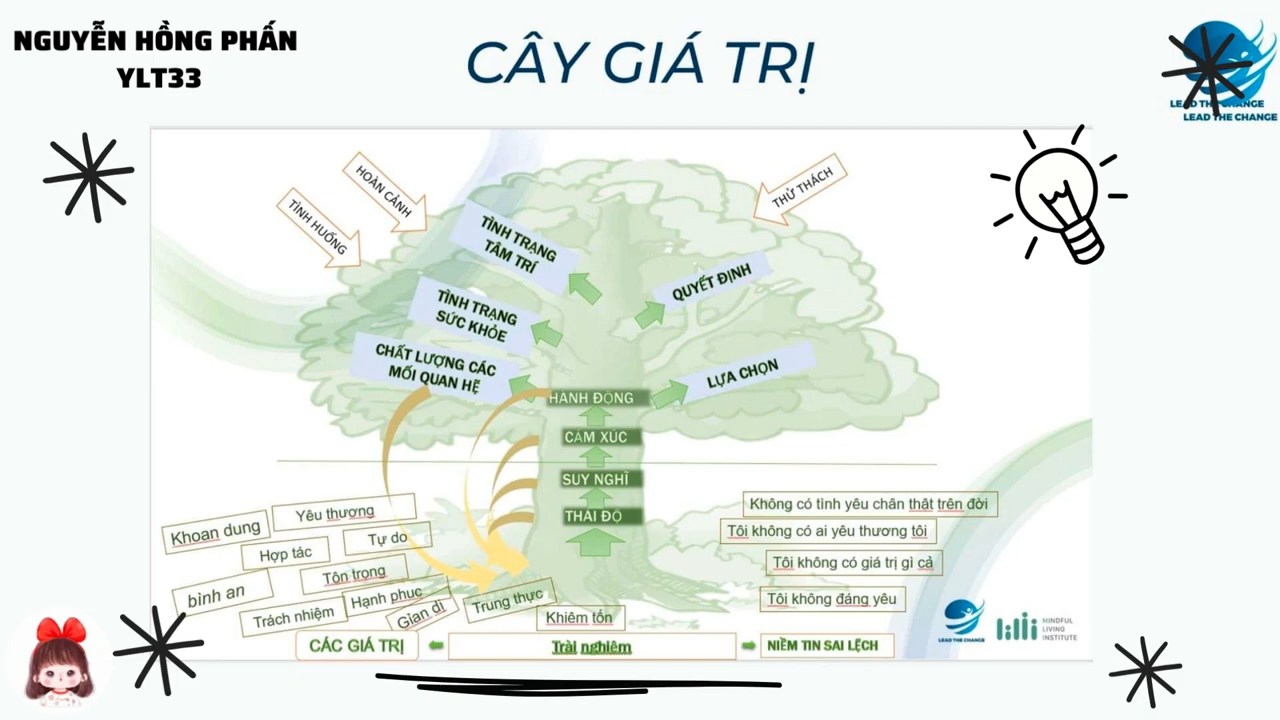 NGUYỄN HỒNG PHẤN
YLT33
CÂY GIÁ TRỊ
LEAD THE CHANGE
LEAD THE CHANGE
HOÀN CẢNH
TÌNH HUỐNG
THỬ THÁCH
TÌNH TRẠNG
TÂM TRÍ
QUYẾT ĐỊNH
TÌNH TRẠNG
SỨC KHỎE
CHẤT LƯỢNG CÁC
MỐI QUAN HỆ
LỰA CHỌN
HÀNH ĐỘNG
CẢM XÚC
SUY NGHĨ
THÁI ĐỘ
Khoan dung
Yêu thương
Hợp tác
Tự do
Tôn trọng
bình an
Hạnh phuc
Trách nhiệm
Gian dị
Trung thực
Khiêm tốn
Không có tình yêu chân thật trên đời
Tôi không có ai yêu thương tôi
Tôi không có giá trị gì cả
Tôi không đáng yêu
CÁC GIÁ TRỊ
Trải nghiệm
NIỀM TIN SAI LỆCH
LEAD THE CHANGE
MINDFUL
LIVING
INSTITUTE